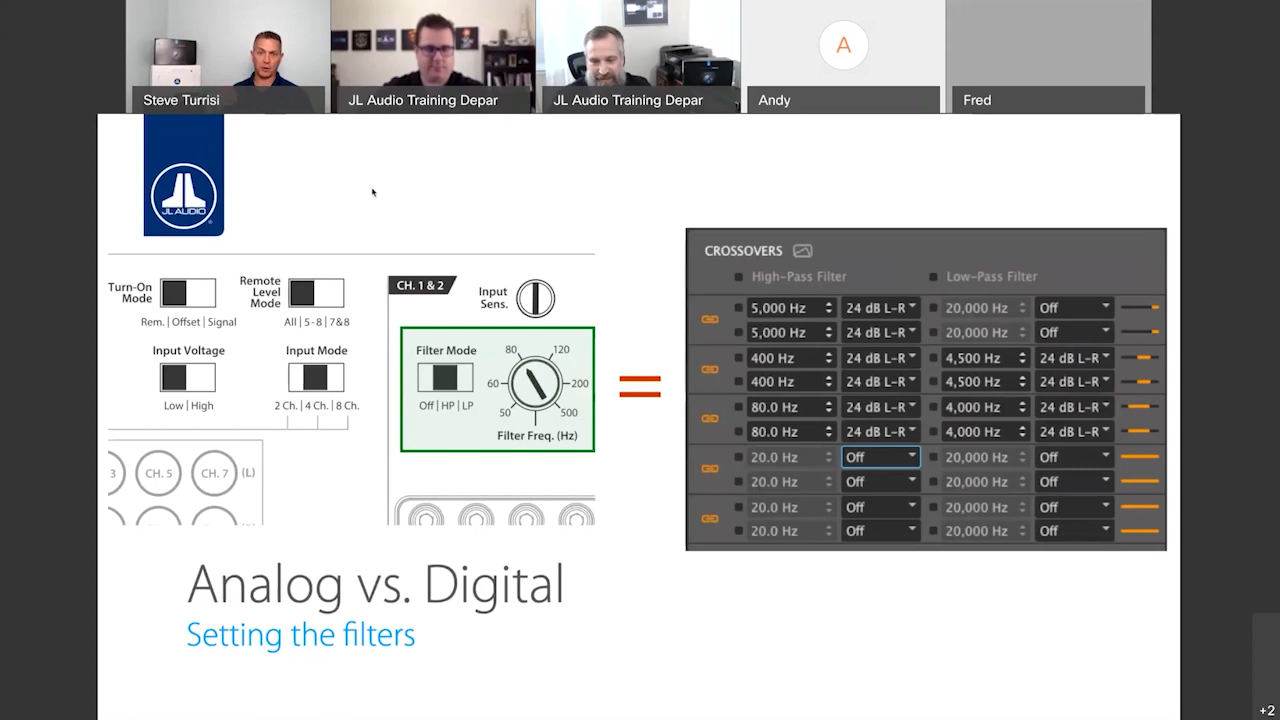 Steve Turrisi
JL Audio Training Depar
JL Audio Training Depar
A
Andy
Fred
JL AUDIO
Turn-On Mode
Rem. | Offset | Signal
Remote Level Mode
All | 5-8 | 7&8
Input Voltage
Low | High
Input Mode
2 Ch. | 4 Ch. | 8 Ch.
3
CH. 5
CH. 7
(L)
CH. 1 & 2
Input Sens.
Filter Mode
Off | HP | LP
80
120
60
200
50
500
Filter Freq. (Hz)
=
CROSSOVERS
High-Pass Filter Low-Pass Filter
5,000 Hz 24 dB L-R 20,000 Hz Off
5,000 Hz 24 dB L-R 20,000 Hz Off
400 Hz 24 dB L-R 4,500 Hz 24 dB L-R
400 Hz 24 dB L-R 4,500 Hz 24 dB L-R
80.0 Hz 24 dB L-R 4,000 Hz 24 dB L-R
80.0 Hz 24 dB L-R 4,000 Hz 24 dB L-R
20.0 Hz Off 20,000 Hz Off
20.0 Hz Off 20,000 Hz Off
20.0 Hz Off 20,000 Hz Off
20.0 Hz Off 20,000 Hz Off
Analog vs. Digital
Setting the filters
+2